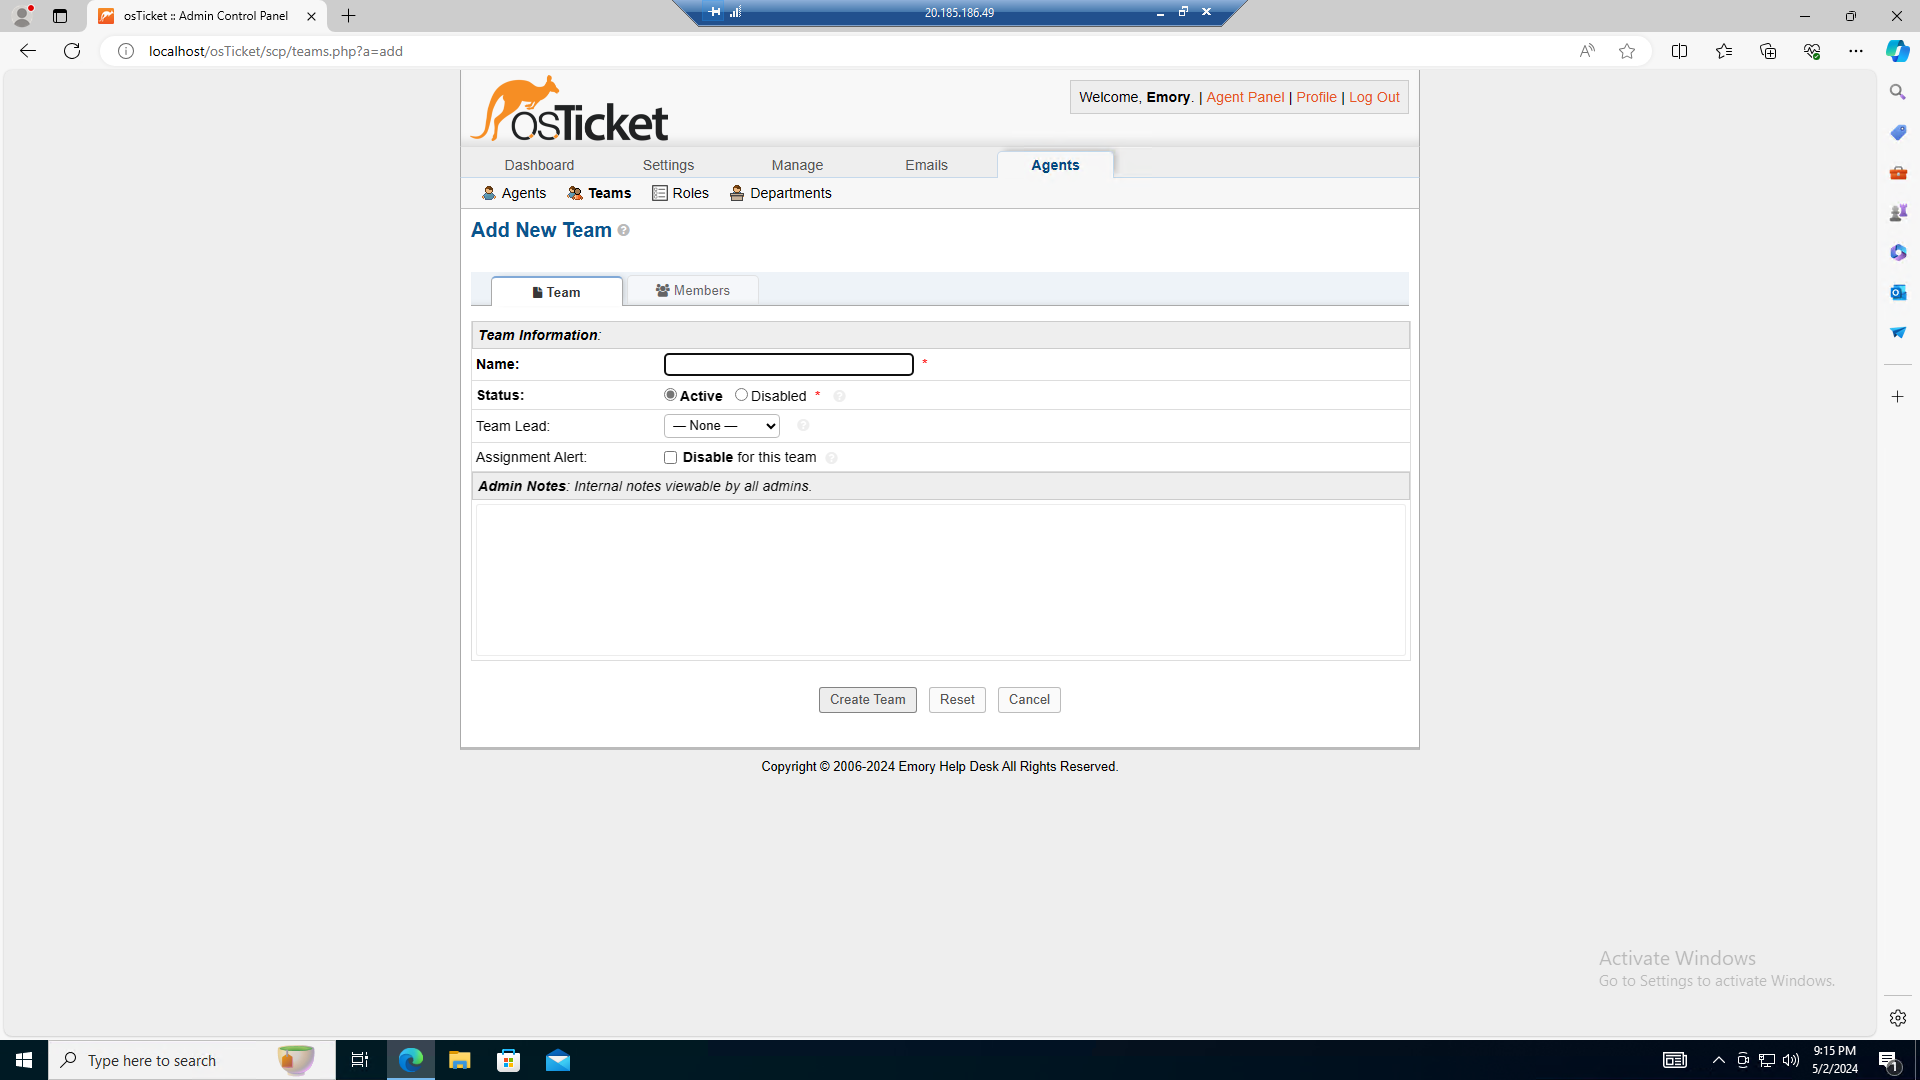 osTicket :: Admin Control Panel
20.185.186.49
localhost/osTicket/scp/teams.php?a=add
osTicket
Welcome, Emory. | Agent Panel | Profile | Log Out
Dashboard Settings Manage Emails Agents
Agents Teams Roles Departments
Add New Team ?
Team Members
Team Information:
Name: *
Status: Active Disabled * ?
Team Lead: — None — ?
Assignment Alert: Disable for this team ?
Admin Notes: Internal notes viewable by all admins.
Create Team Reset Cancel
Copyright © 2006-2024 Emory Help Desk All Rights Reserved.
Activate Windows
Go to Settings to activate Windows.
Type here to search
9:15 PM
5/2/2024
1